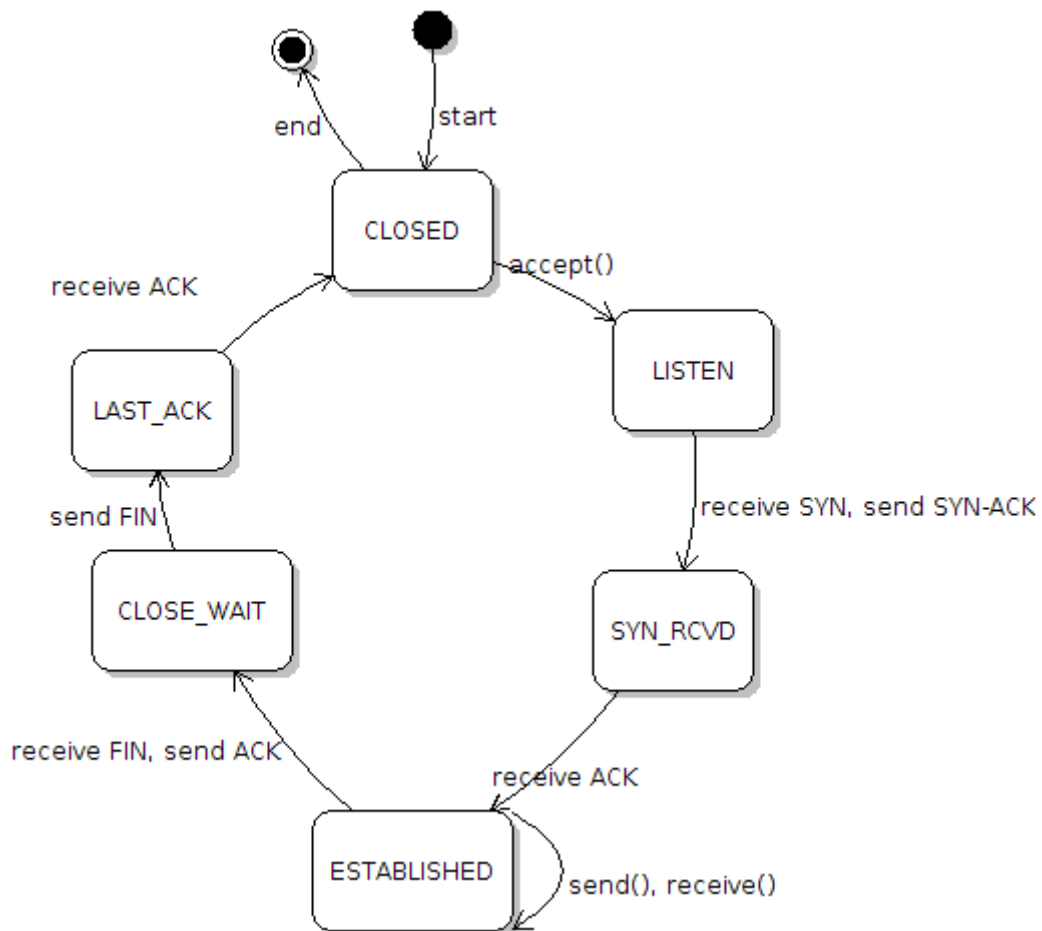 start
end
CLOSED
accept()
receive ACK
LISTEN
LAST_ACK
receive SYN, send SYN-ACK
send FIN
CLOSE_WAIT
SYN_RCVD
receive FIN, send ACK
receive ACK
ESTABLISHED
send(), receive()